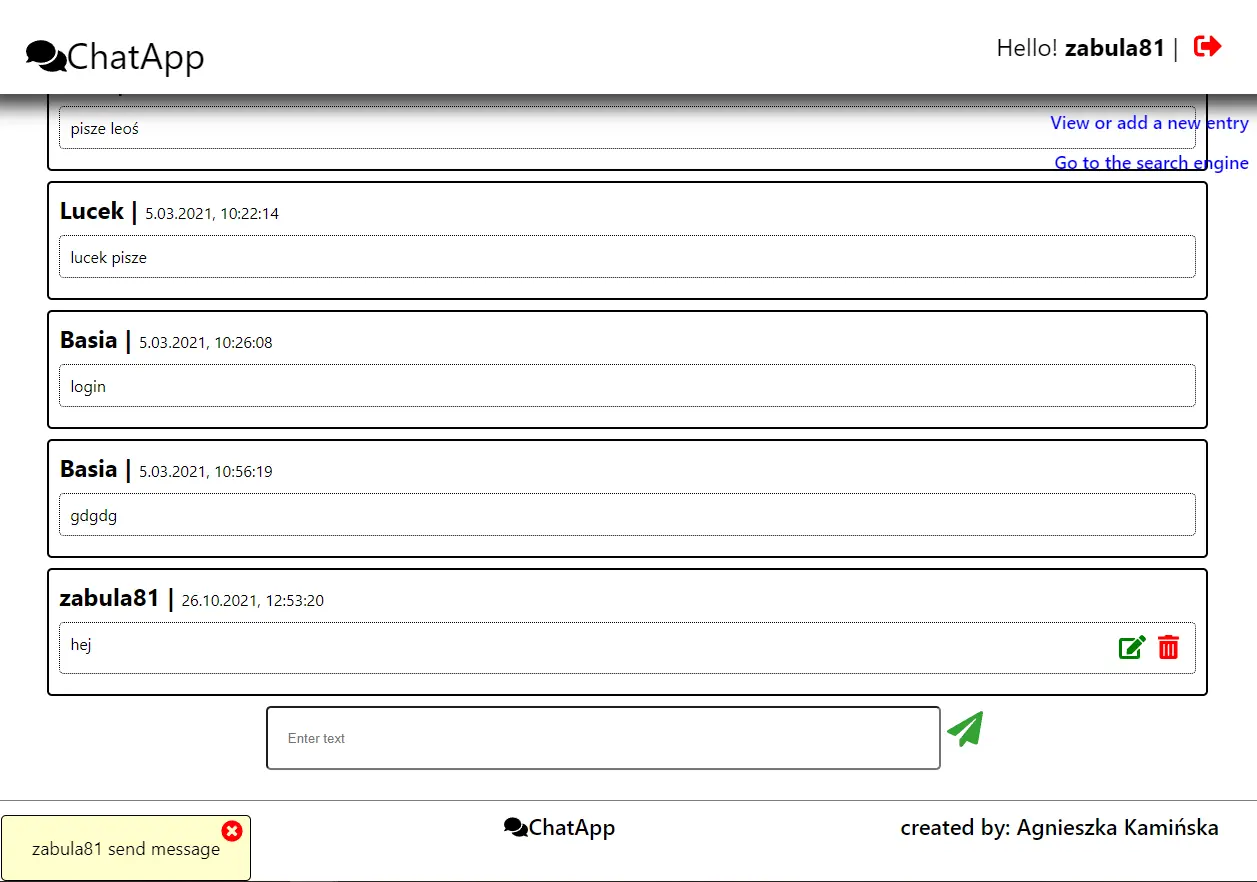 ChatApp
Hello! zabula81 |
pisze leoś
View or add a new entry
Go to the search engine
Lucek | 5.03.2021, 10:22:14
lucek pisze
Basia | 5.03.2021, 10:26:08
login
Basia | 5.03.2021, 10:56:19
gdgdg
zabula81 | 26.10.2021, 12:53:20
hej
Enter text
zabula81 send message
ChatApp
created by: Agnieszka Kamińska